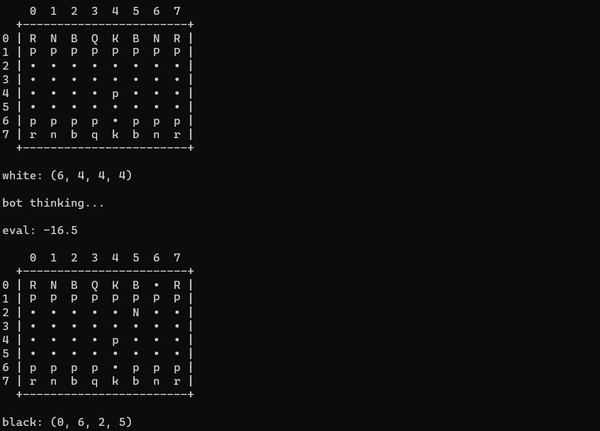 0 1 2 3 4 5 6 7
+------------------------+
0 | R N B Q K B N R |
1 | P P P P P P P P |
2 | • • • • • • • • |
3 | • • • • • • • • |
4 | • • • • p • • • |
5 | • • • • • • • • |
6 | p p p p • p p p |
7 | r n b q k b n r |
+------------------------+
white: (6, 4, 4, 4)
bot thinking...
eval: -16.5
0 1 2 3 4 5 6 7
+------------------------+
0 | R N B Q K B • R |
1 | P P P P P P P P |
2 | • • • • • N • • |
3 | • • • • • • • • |
4 | • • • • p • • • |
5 | • • • • • • • • |
6 | p p p p • p p p |
7 | r n b q k b n r |
+------------------------+
black: (0, 6, 2, 5)